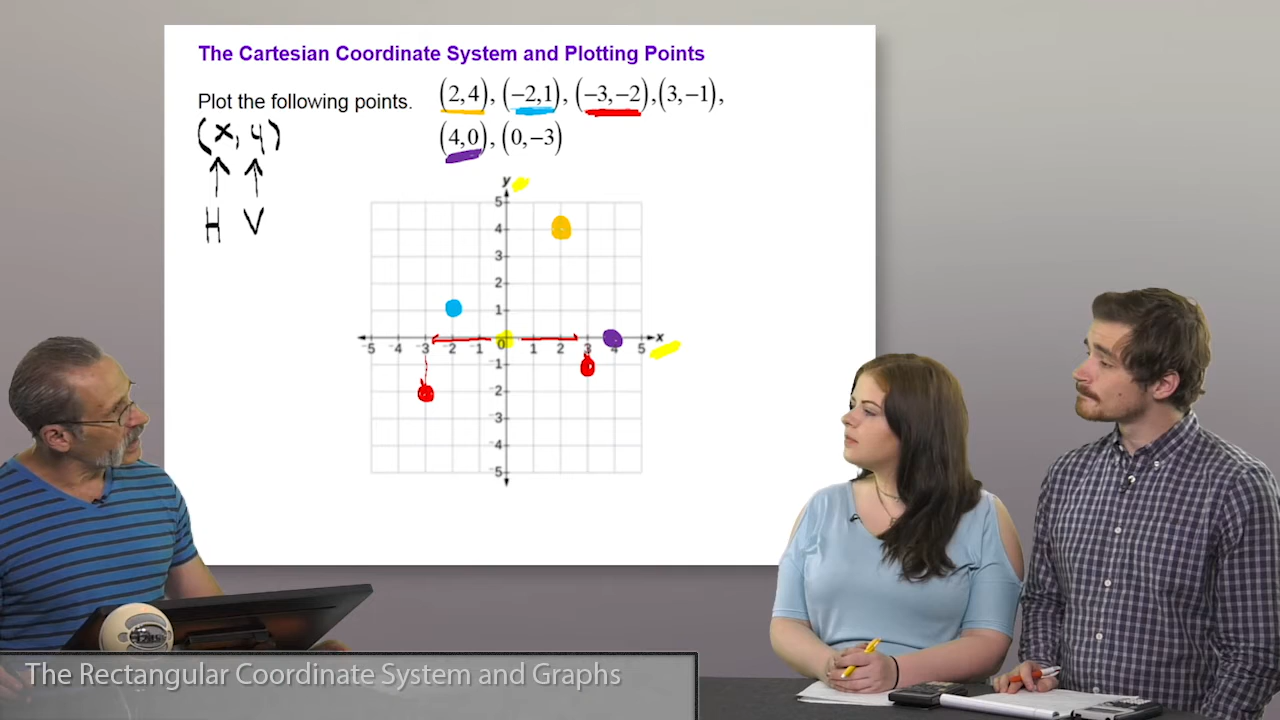 The Cartesian Coordinate System and Plotting Points
Plot the following points. (2,4), (−2,1), (−3,−2),(3,−1),
(4,0), (0,−3)
(x, y)
H V
y
5
4
3
2
1
-5 -4 -3 -2 -1 0 1 2 3 4 5 x
-1
-2
-3
-4
-5
The Rectangular Coordinate System and Graphs